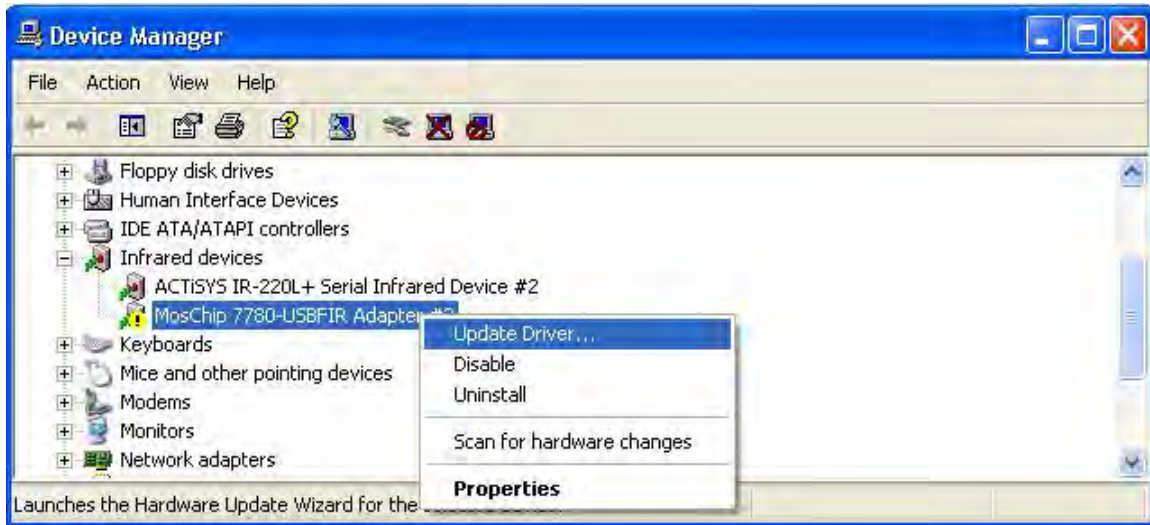 Device Manager
File Action View Help
Floppy disk drives
Human Interface Devices
IDE ATA/ATAPI controllers
Infrared devices
ACTiSYS IR-220L+ Serial Infrared Device #2
MosChip 7780-USBFIR Adapter
Keyboards
Mice and other pointing devices
Modems
Monitors
Network adapters
Update Driver...
Disable
Uninstall
Scan for hardware changes
Properties
Launches the Hardware Update Wizard for the